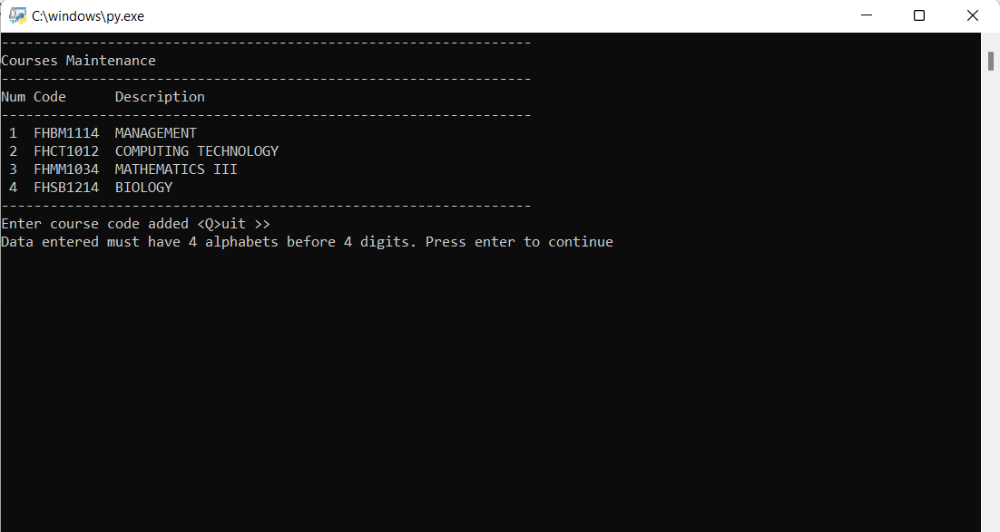 C:\windows\py.exe
-----------------------------------------------------------------
Courses Maintenance
-----------------------------------------------------------------
Num Code      Description
-----------------------------------------------------------------
 1  FHBM1114  MANAGEMENT
 2  FHCT1012  COMPUTING TECHNOLOGY
 3  FHMM1034  MATHEMATICS III
 4  FHSB1214  BIOLOGY
-----------------------------------------------------------------
Enter course code added <Q>uit >>
Data entered must have 4 alphabets before 4 digits. Press enter to continue